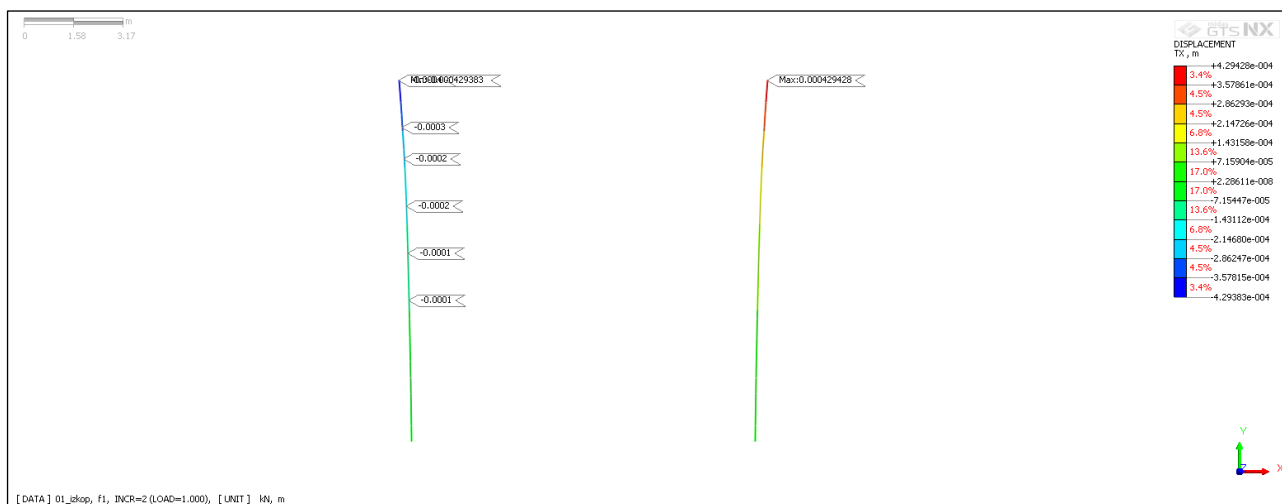 m
0 1.58 3.17
midas
GTS NX
DISPLACEMENT
TX , m
+4.29428e-004
3.4%
+3.57861e-004
4.5%
+2.86293e-004
4.5%
+2.14726e-004
6.8%
+1.43158e-004
13.6%
+7.15904e-005
17.0%
+2.28611e-008
17.0%
-7.15447e-005
13.6%
-1.43112e-004
6.8%
-2.14680e-004
4.5%
-2.86247e-004
4.5%
-3.57815e-004
3.4%
-4.29383e-004
Max:0.000429428
-0.0003
-0.0002
-0.0002
-0.0001
-0.0001
Y
Z
X
[ DATA ] 01_izkop, f1, INCR=2 (LOAD=1.000), [ UNIT ] kN, m